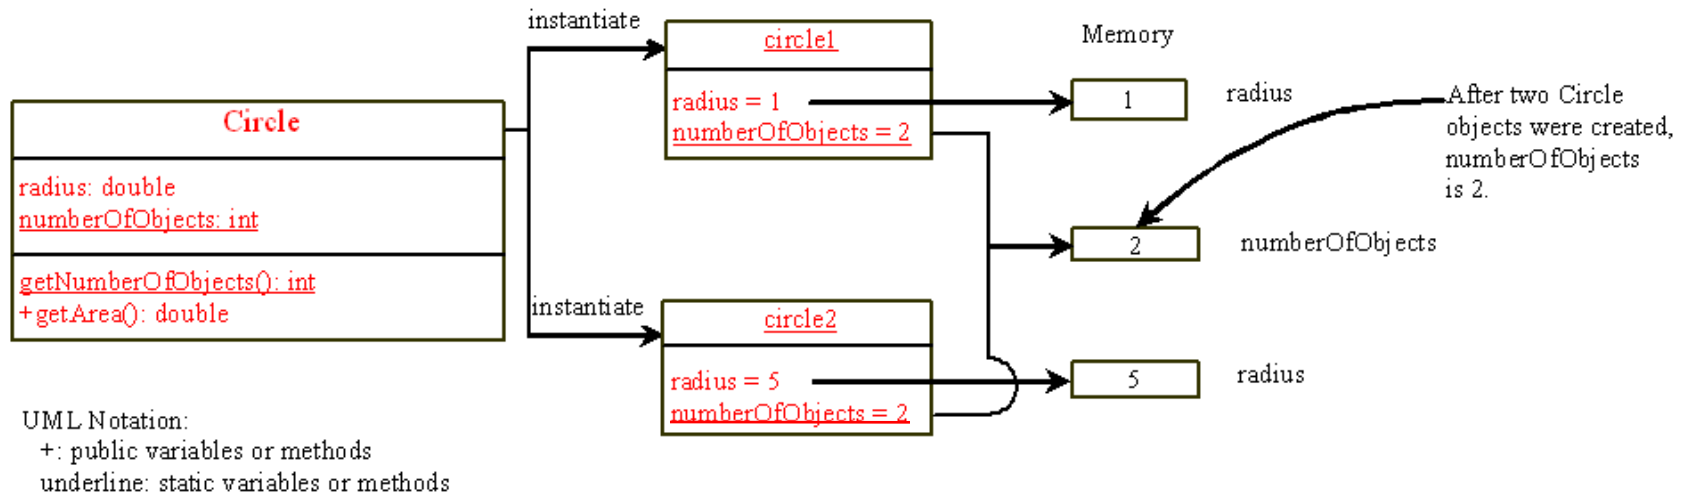 Circle
radius: double
numberOfObjects: int
getNumberOfObjects(): int
+getArea(): double
UML Notation:
+: public variables or methods
underline: static variables or methods
instantiate
circle1
radius = 1
numberOfObjects = 2
instantiate
circle2
radius = 5
numberOfObjects = 2
Memory
1
radius
2
numberOfObjects
5
radius
After two Circle
objects were created,
numberOfObjects
is 2.